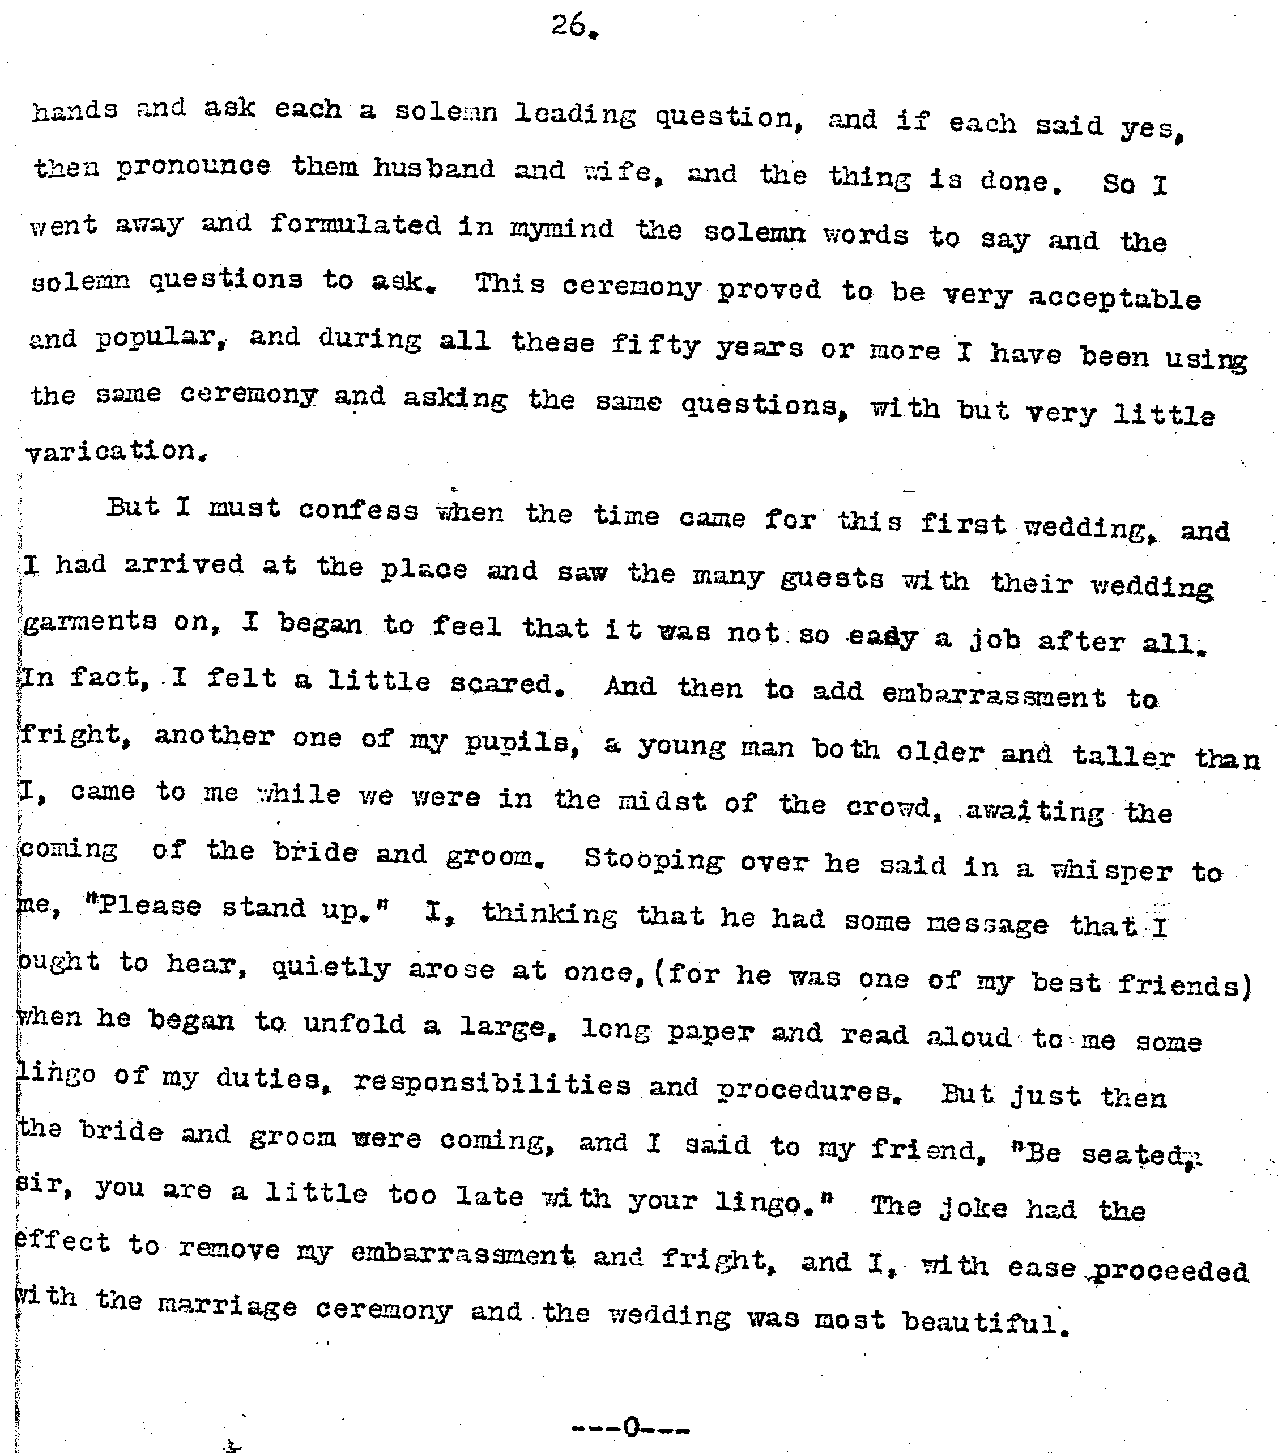 26.
hands and ask each a solemn leading question, and if each said yes,
then pronounce them husband and wife, and the thing is done. So I
went away and formulated in mymind the solemn words to say and the
solemn questions to ask. This ceremony proved to be very acceptable
and popular, and during all these fifty years or more I have been using
the same ceremony and asking the same questions, with but very little
varication.
But I must confess when the time came for this first wedding, and
I had arrived at the place and saw the many guests with their wedding
garments on, I began to feel that it was not so easy a job after all.
In fact, I felt a little scared. And then to add embarrassment to
fright, another one of my pupils, a young man both older and taller than
I, came to me while we were in the midst of the crowd, awaiting the
coming of the bride and groom. Stooping over he said in a whisper to
me, "Please stand up." I, thinking that he had some message that I
ought to hear, quietly arose at once, (for he was one of my best friends)
when he began to unfold a large, long paper and read aloud to me some
lingo of my duties, responsibilities and procedures. But just then
the bride and groom were coming, and I said to my friend, "Be seated,
sir, you are a little too late with your lingo." The joke had the
effect to remove my embarrassment and fright, and I, with ease proceeded
with the marriage ceremony and the wedding was most beautiful.
---0---